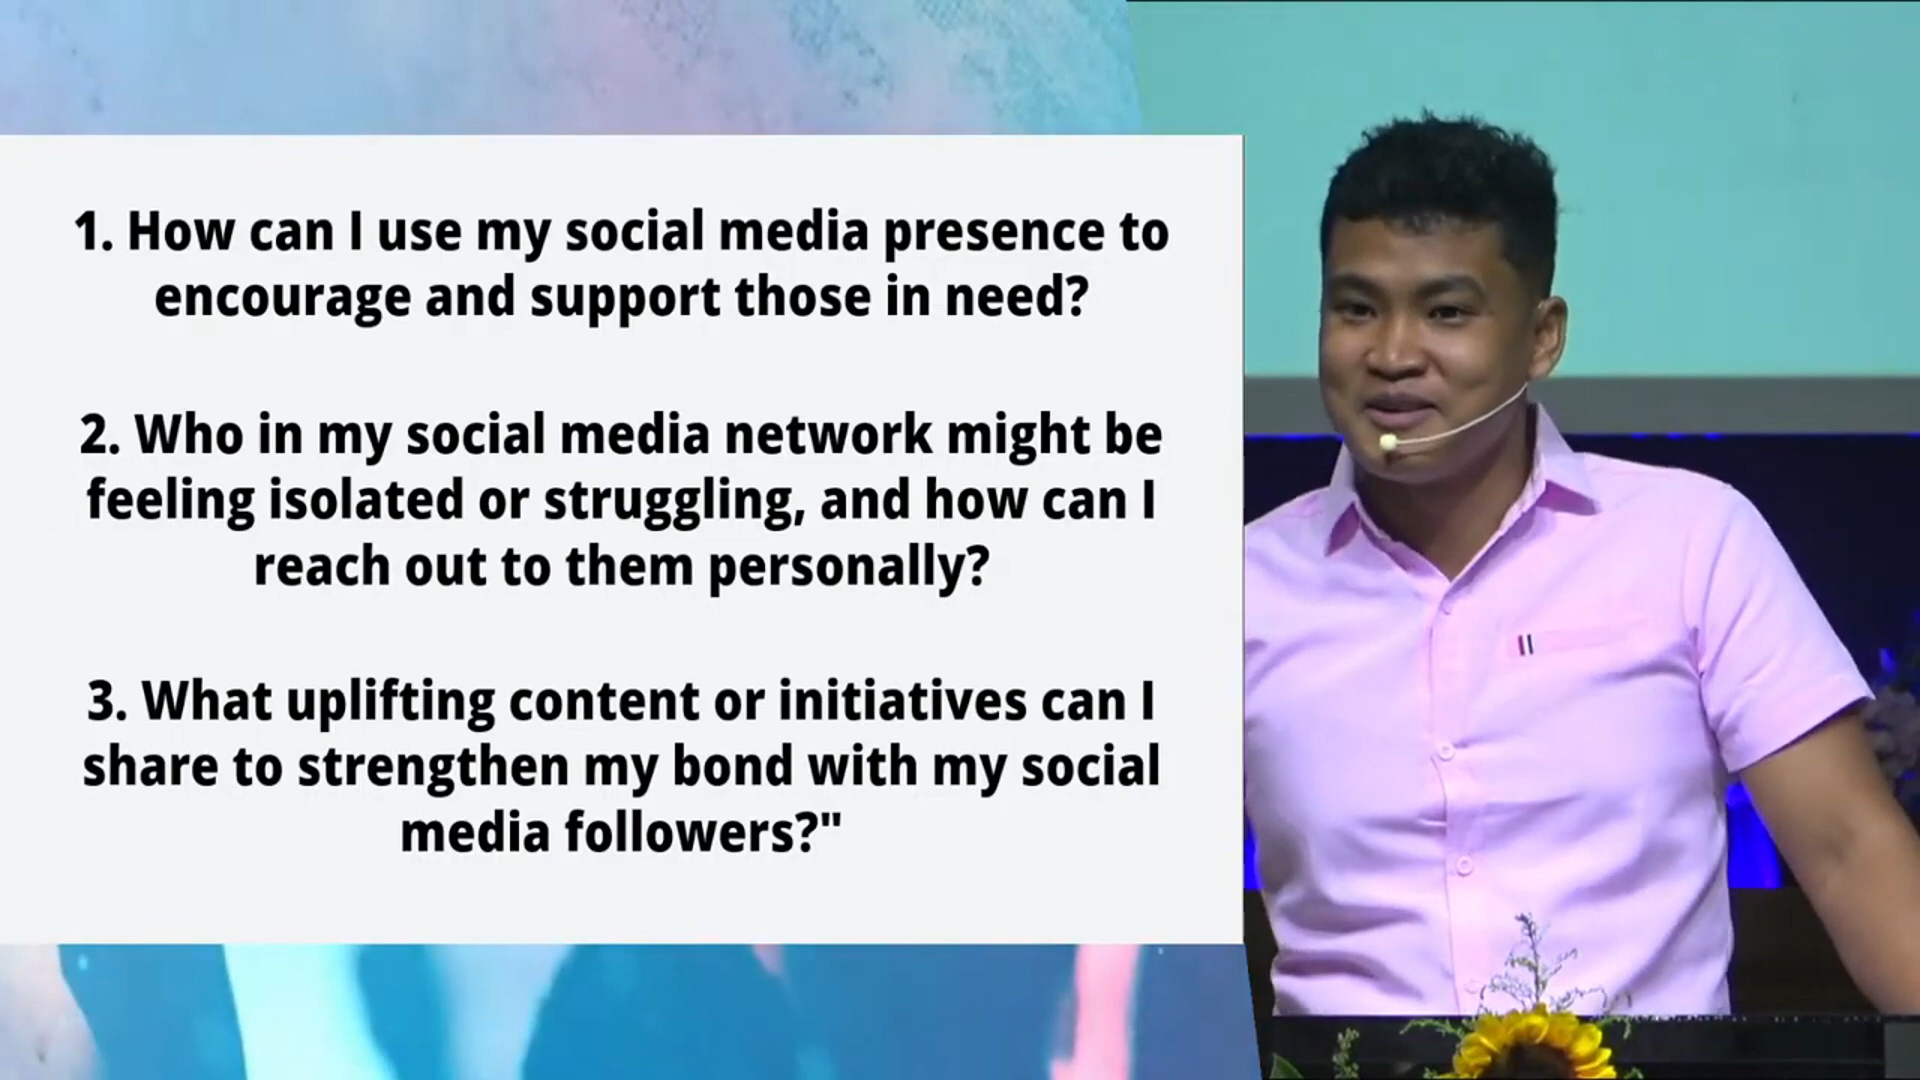 1. How can I use my social media presence to
encourage and support those in need?
2. Who in my social media network might be
feeling isolated or struggling, and how can I
reach out to them personally?
3. What uplifting content or initiatives can I
share to strengthen my bond with my social
media followers?"